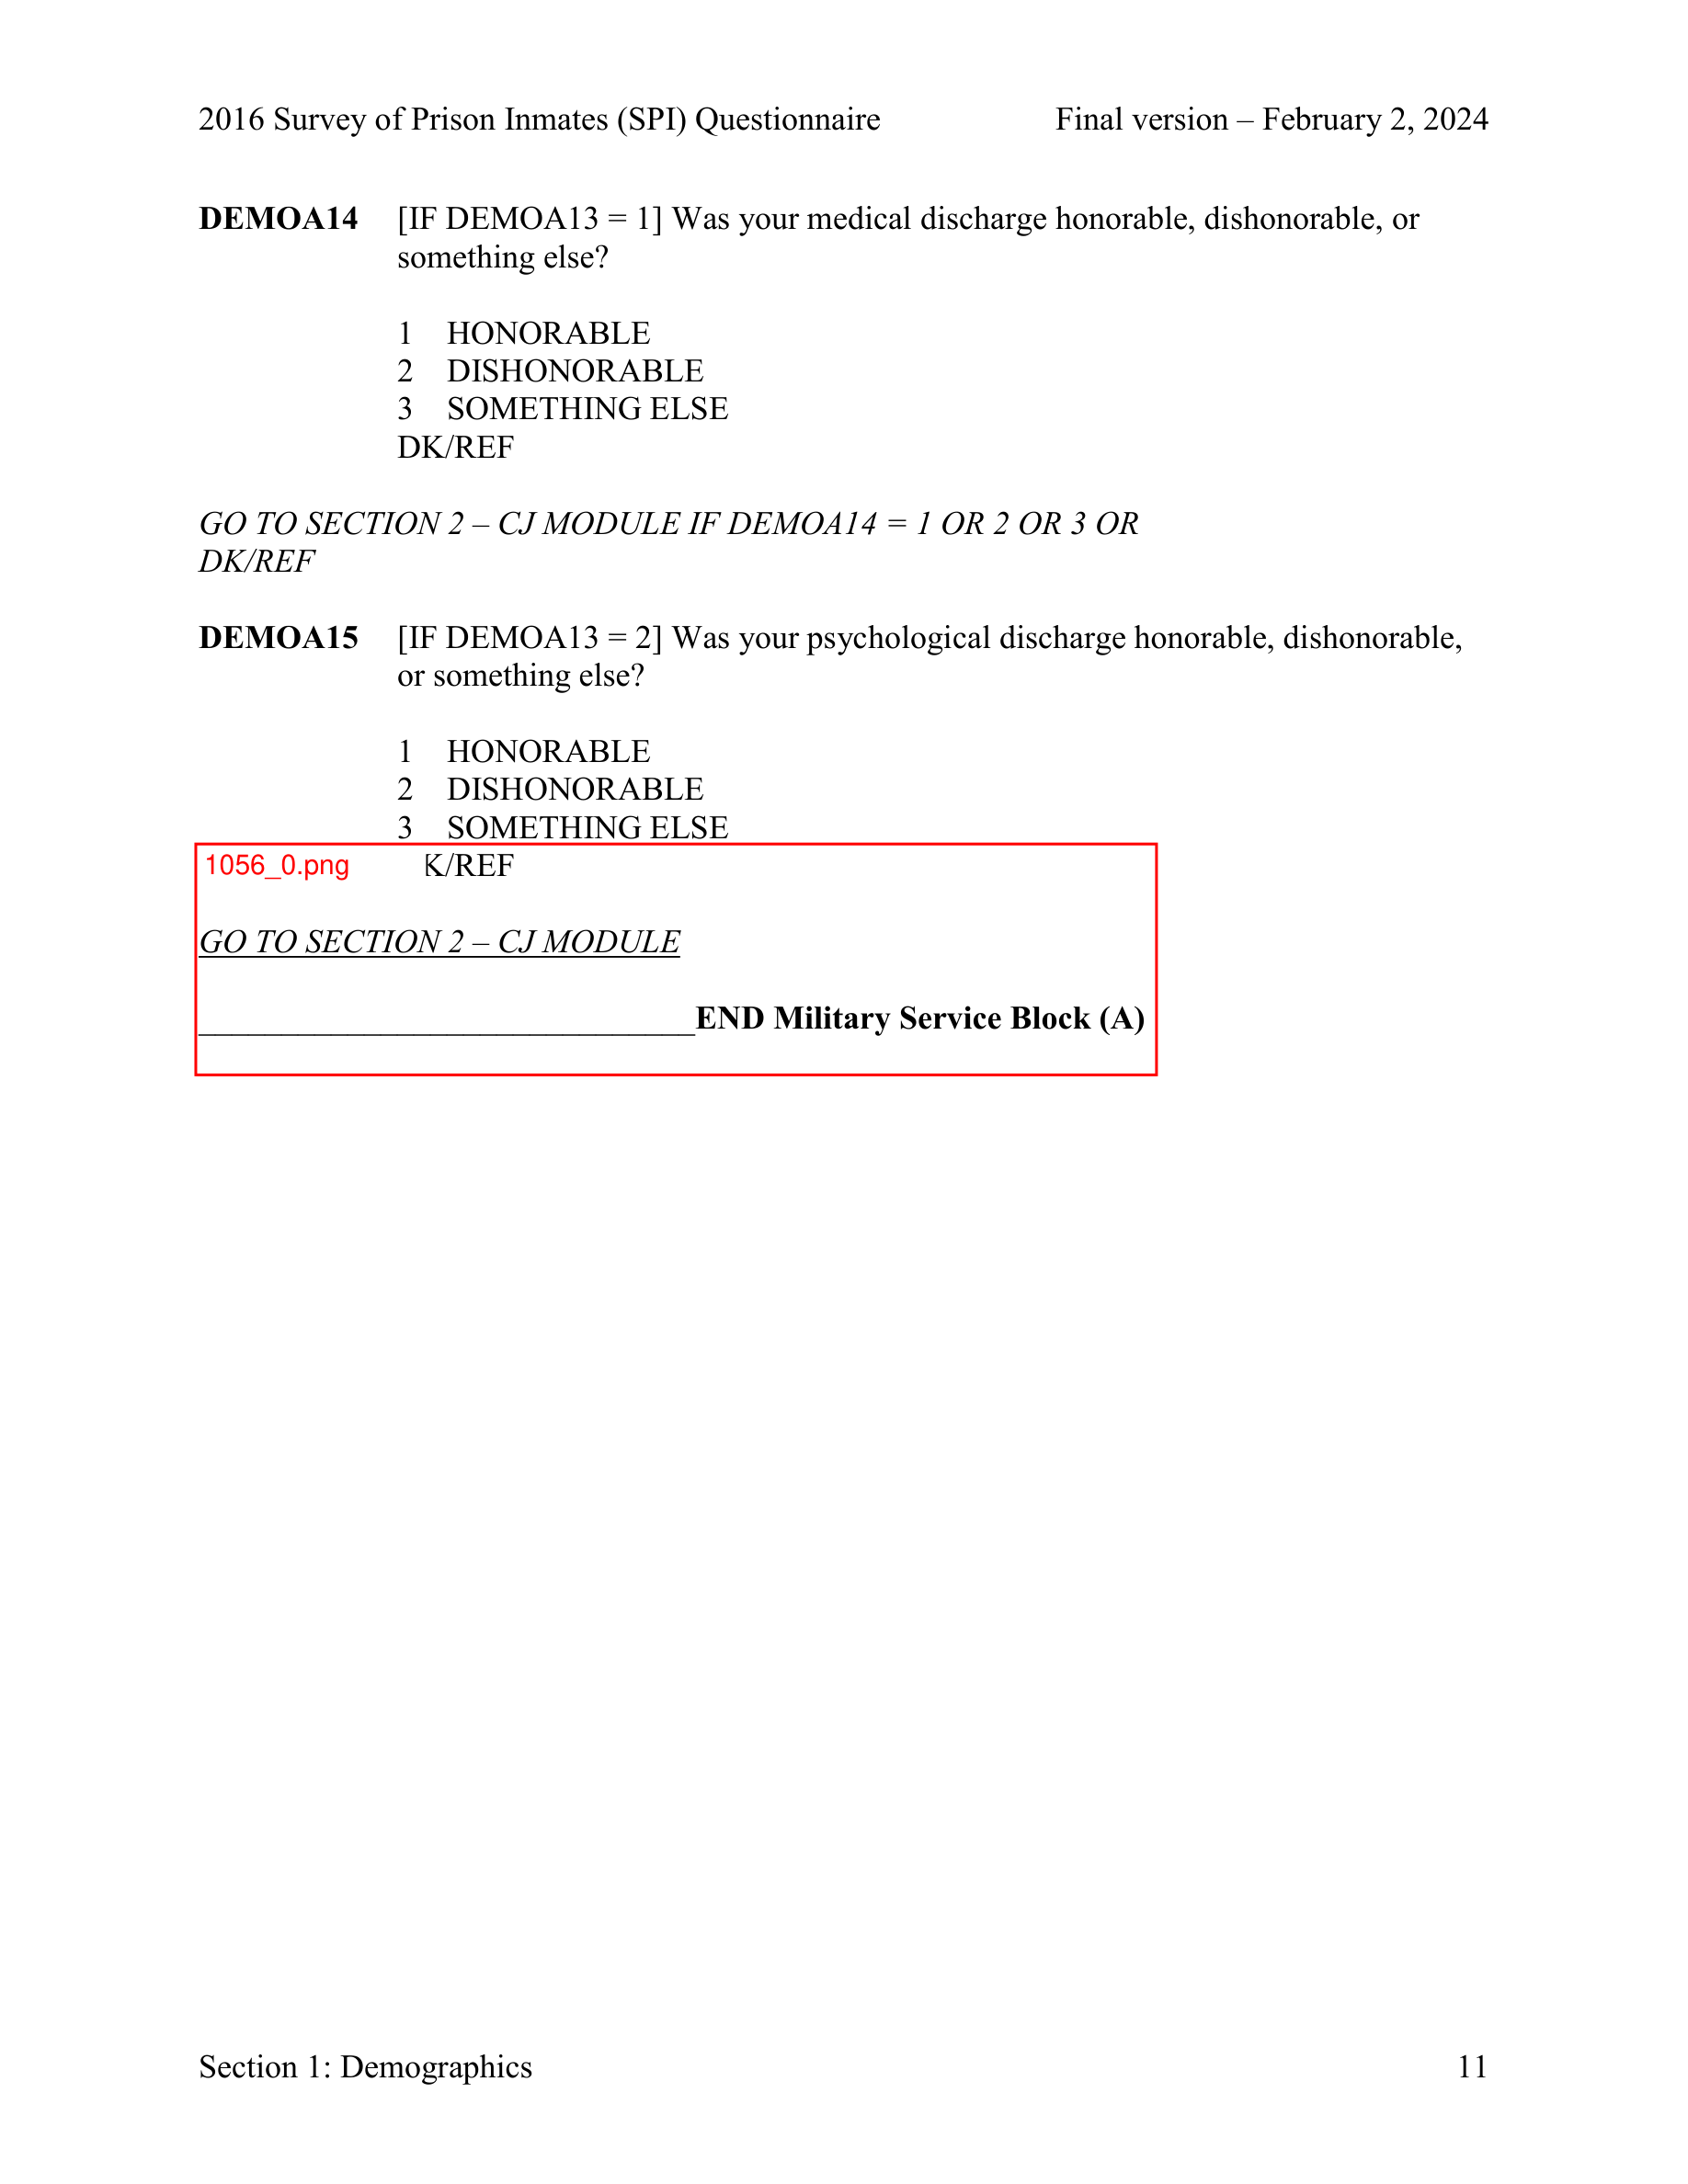 2016 Survey of Prison Inmates (SPI) Questionnaire Final version – February 2, 2024
DEMOA14 [IF DEMOA13 = 1] Was your medical discharge honorable, dishonorable, or
something else?
1 HONORABLE
2 DISHONORABLE
3 SOMETHING ELSE
DK/REF
GO TO SECTION 2 – CJ MODULE IF DEMOA14 = 1 OR 2 OR 3 OR
DK/REF
DEMOA15 [IF DEMOA13 = 2] Was your psychological discharge honorable, dishonorable,
or something else?
1 HONORABLE
2 DISHONORABLE
3 SOMETHING ELSE
1056_0.png K/REF
GO TO SECTION 2 – CJ MODULE
______________________________END Military Service Block (A)
Section 1: Demographics 11